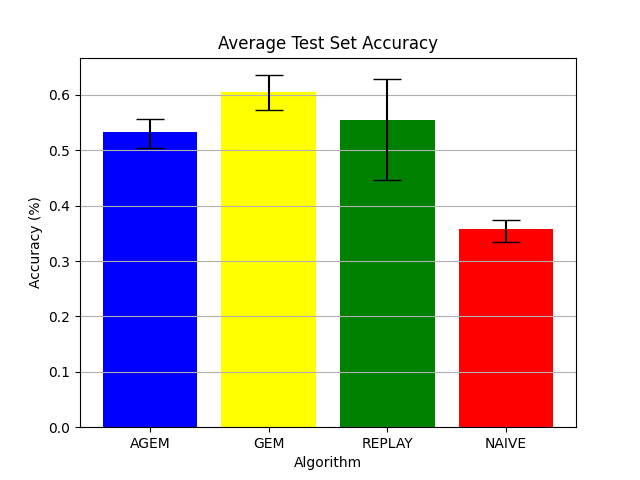 Average Test Set Accuracy
Accuracy (%)
0.6
0.5
0.4
0.3
0.2
0.1
0.0
AGEM GEM REPLAY NAIVE
Algorithm